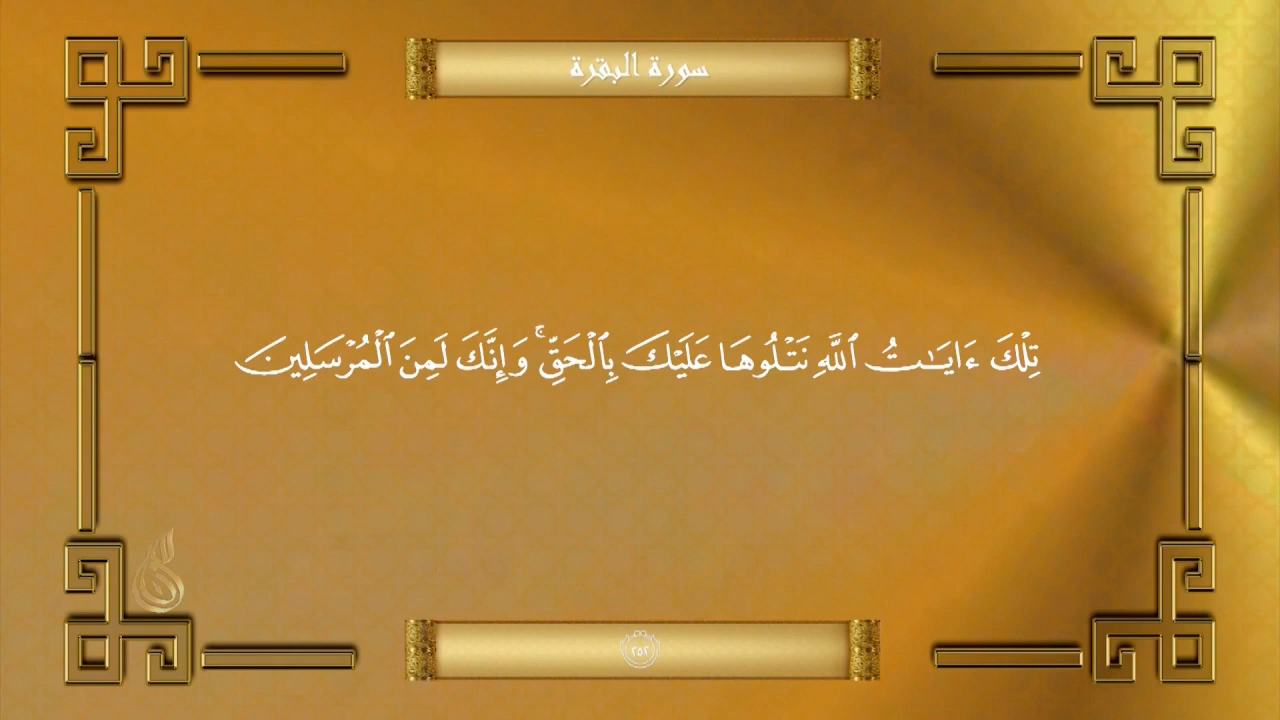 سورة البقرة
تِلْكَ ءَايَٰتُ ٱللَّهِ نَتْلُوهَا عَلَيْكَ بِٱلْحَقِّ ۚ وَإِنَّكَ لَمِنَ ٱلْمُرْسَلِينَ
٢٥٢